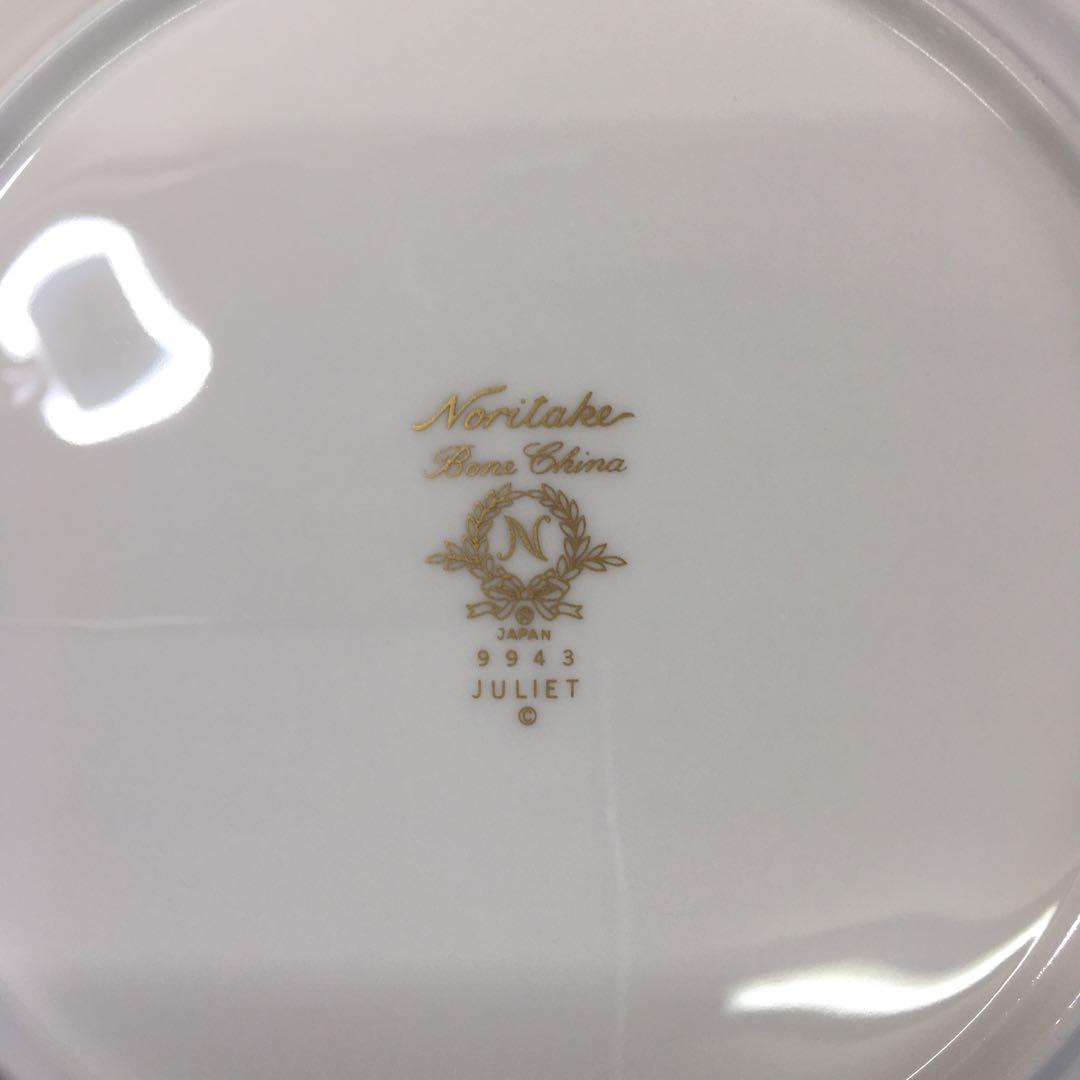 Noritake
Bone China
N
JAPAN
9943
JULIET
©